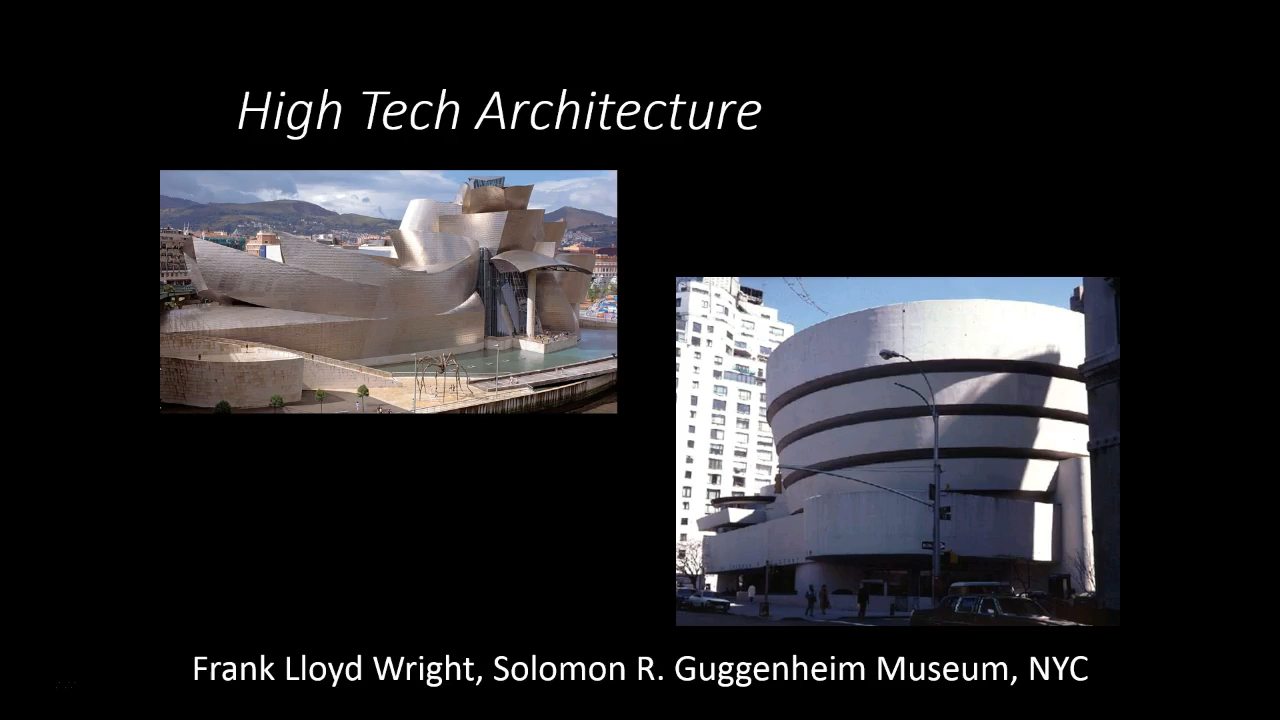 High Tech Architecture
Frank Lloyd Wright, Solomon R. Guggenheim Museum, NYC